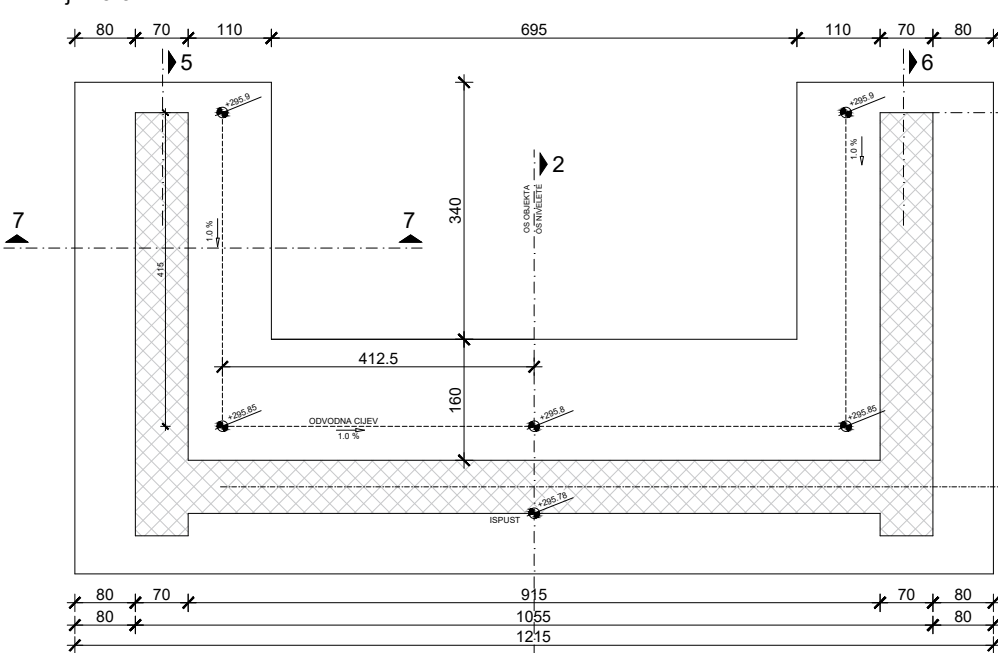 80 70 110 695 110 70 80
5 6
+295.9 +295.9
1.0 %
2
OS OBJEKTA
OS NIVELETE
340
7 7
1.0 %
415
412.5
160
+295.85 +295.8 +295.85
ODVODNA CIJEV
1.0 %
+295.78
ISPUST
80 70 915 70 80
80 1055 80
1215